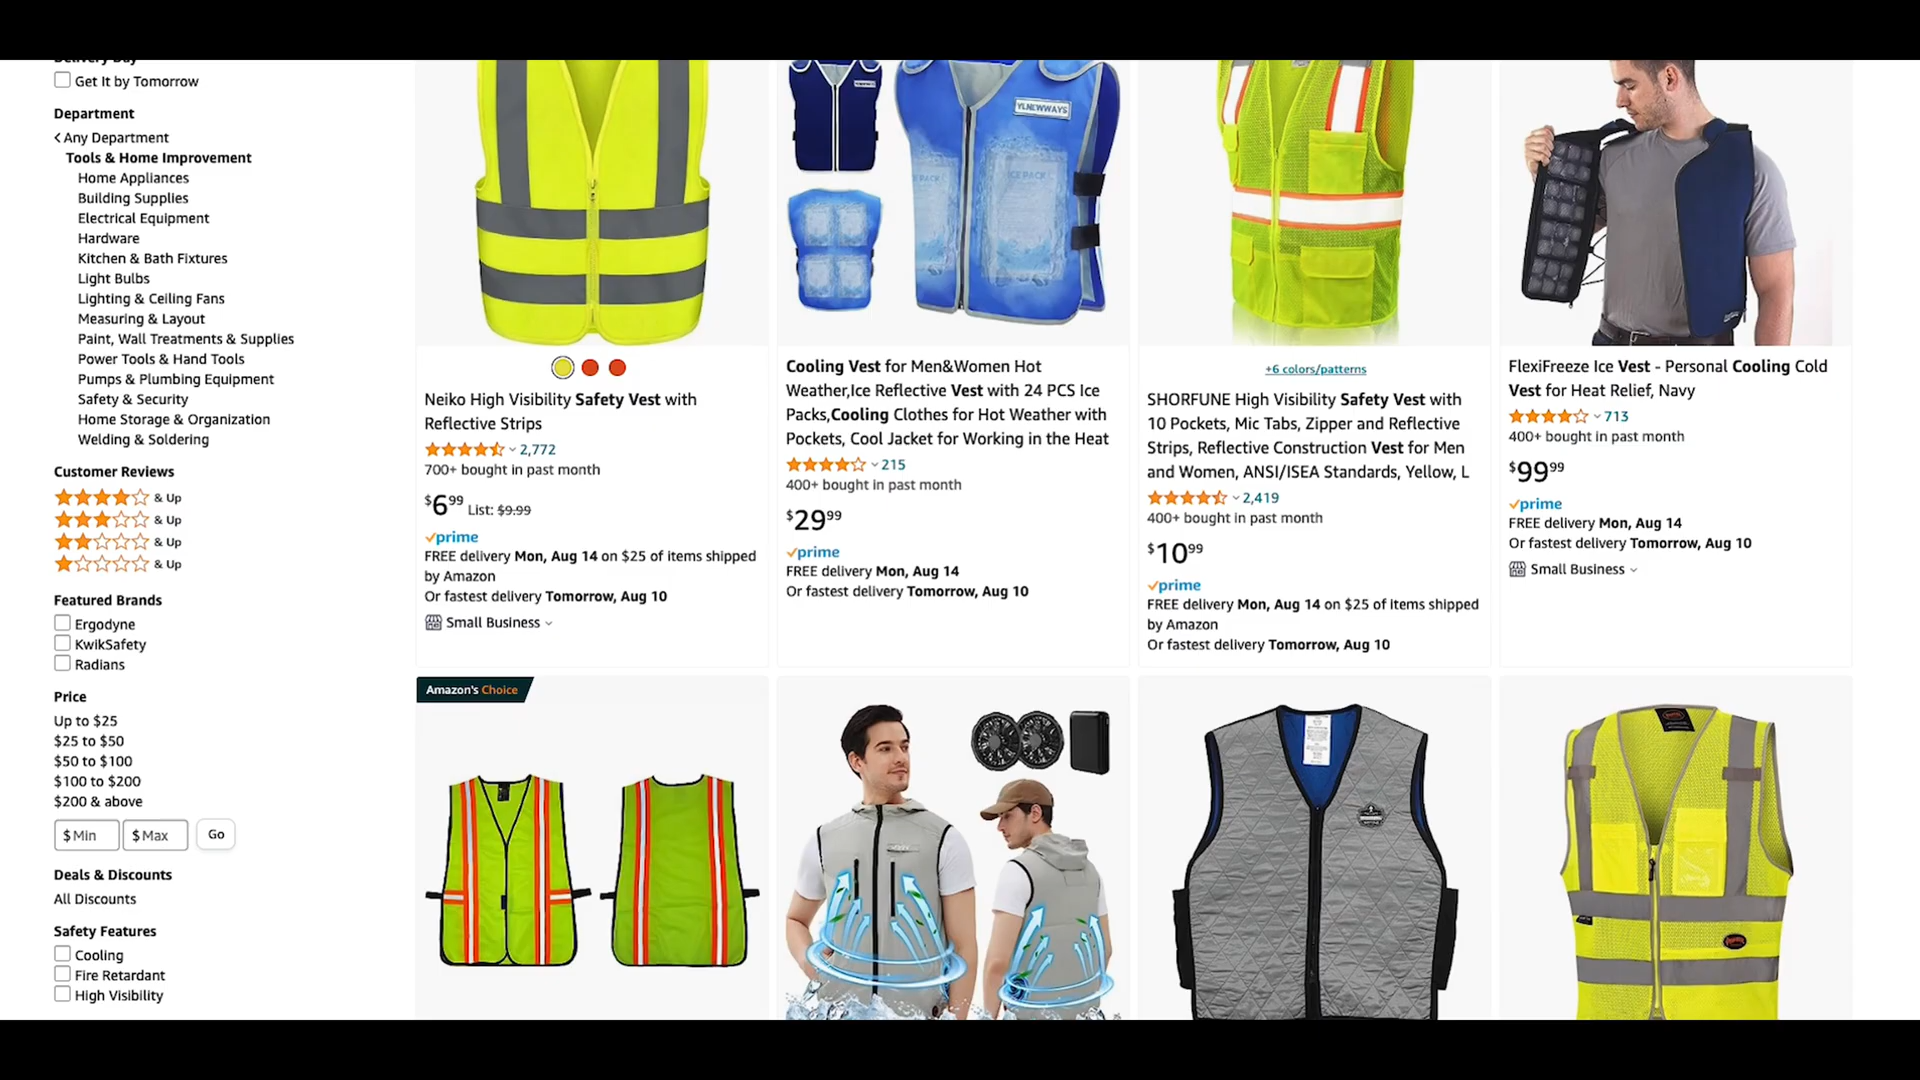 Delivery Day
Get It by Tomorrow
Department
Any Department
Tools & Home Improvement
Home Appliances
Building Supplies
Electrical Equipment
Hardware
Kitchen & Bath Fixtures
Light Bulbs
Lighting & Ceiling Fans
Measuring & Layout
Paint, Wall Treatments & Supplies
Power Tools & Hand Tools
Pumps & Plumbing Equipment
Safety & Security
Home Storage & Organization
Welding & Soldering
Customer Reviews
& Up
& Up
& Up
& Up
Featured Brands
Ergodyne
KwikSafety
Radians
Price
Up to $25
$25 to $50
$50 to $100
$100 to $200
$200 & above
$ Min
$ Max
Go
Deals & Discounts
All Discounts
Safety Features
Cooling
Fire Retardant
High Visibility
Neiko High Visibility Safety Vest with
Reflective Strips
2,772
700+ bought in past month
$6.99 List: $9.99
prime
FREE delivery Mon, Aug 14 on $25 of items shipped
by Amazon
Or fastest delivery Tomorrow, Aug 10
Small Business
YLNEWWAYS
ICE PACK
Cooling Vest for Men&Women Hot
Weather,Ice Reflective Vest with 24 PCS Ice
Packs,Cooling Clothes for Hot Weather with
Pockets, Cool Jacket for Working in the Heat
215
400+ bought in past month
$29.99
prime
FREE delivery Mon, Aug 14
Or fastest delivery Tomorrow, Aug 10
+6 colors/patterns
SHORFUNE High Visibility Safety Vest with
10 Pockets, Mic Tabs, Zipper and Reflective
Strips, Reflective Construction Vest for Men
and Women, ANSI/ISEA Standards, Yellow, L
2,419
400+ bought in past month
$10.99
prime
FREE delivery Mon, Aug 14 on $25 of items shipped
by Amazon
Or fastest delivery Tomorrow, Aug 10
FlexiFreeze Ice Vest - Personal Cooling Cold
Vest for Heat Relief, Navy
713
400+ bought in past month
$99.99
prime
FREE delivery Mon, Aug 14
Or fastest delivery Tomorrow, Aug 10
Small Business
Amazon's Choice